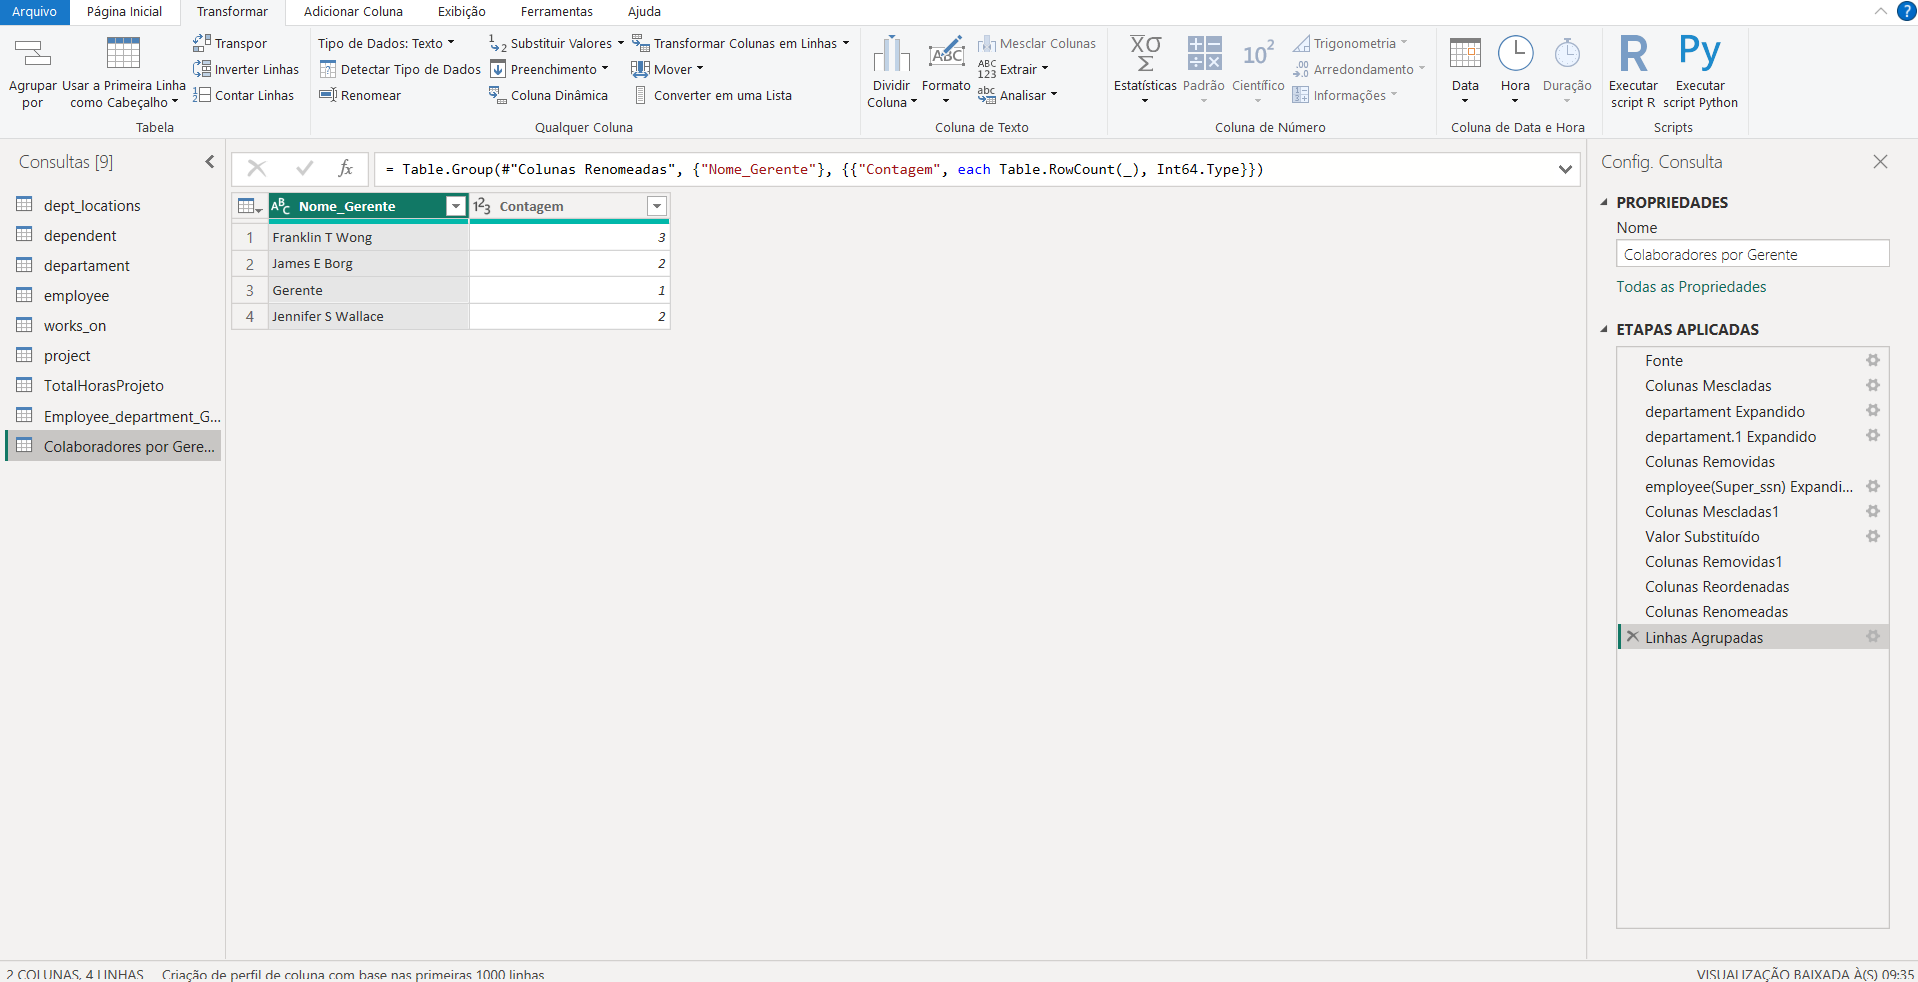 Arquivo Página Inicial Transformar Adicionar Coluna Exibição Ferramentas Ajuda
Agrupar por
Usar a Primeira Linha como Cabeçalho
Transpor
Inverter Linhas
Contar Linhas
Tabela
Tipo de Dados: Texto
Detectar Tipo de Dados
Renomear
Substituir Valores
Preenchimento
Coluna Dinâmica
Transformar Colunas em Linhas
Mover
Converter em uma Lista
Qualquer Coluna
Dividir Coluna
Formato
Mesclar Colunas
Extrair
Analisar
Coluna de Texto
Estatísticas
Padrão
Científico
Trigonometria
Arredondamento
Informações
Coluna de Número
Data
Hora
Duração
Coluna de Data e Hora
R
Executar script R
Py
Executar script Python
Scripts
Consultas [9]
dept_locations
dependent
departament
employee
works_on
project
TotalHorasProjeto
Employee_department_G...
Colaboradores por Gere...
fx
= Table.Group(#"Colunas Renomeadas", {"Nome_Gerente"}, {{"Contagem", each Table.RowCount(_), Int64.Type}})
Nome_Gerente Contagem
1 Franklin T Wong 3
2 James E Borg 2
3 Gerente 1
4 Jennifer S Wallace 2
Config. Consulta
PROPRIEDADES
Nome
Colaboradores por Gerente
Todas as Propriedades
ETAPAS APLICADAS
Fonte
Colunas Mescladas
departament Expandido
departament.1 Expandido
Colunas Removidas
employee(Super_ssn) Expandi...
Colunas Mescladas1
Valor Substituído
Colunas Removidas1
Colunas Reordenadas
Colunas Renomeadas
Linhas Agrupadas
2 COLUNAS, 4 LINHAS Criação de perfil de coluna com base nas primeiras 1000 linhas
VISUALIZAÇÃO BAIXADA À(S) 09:35